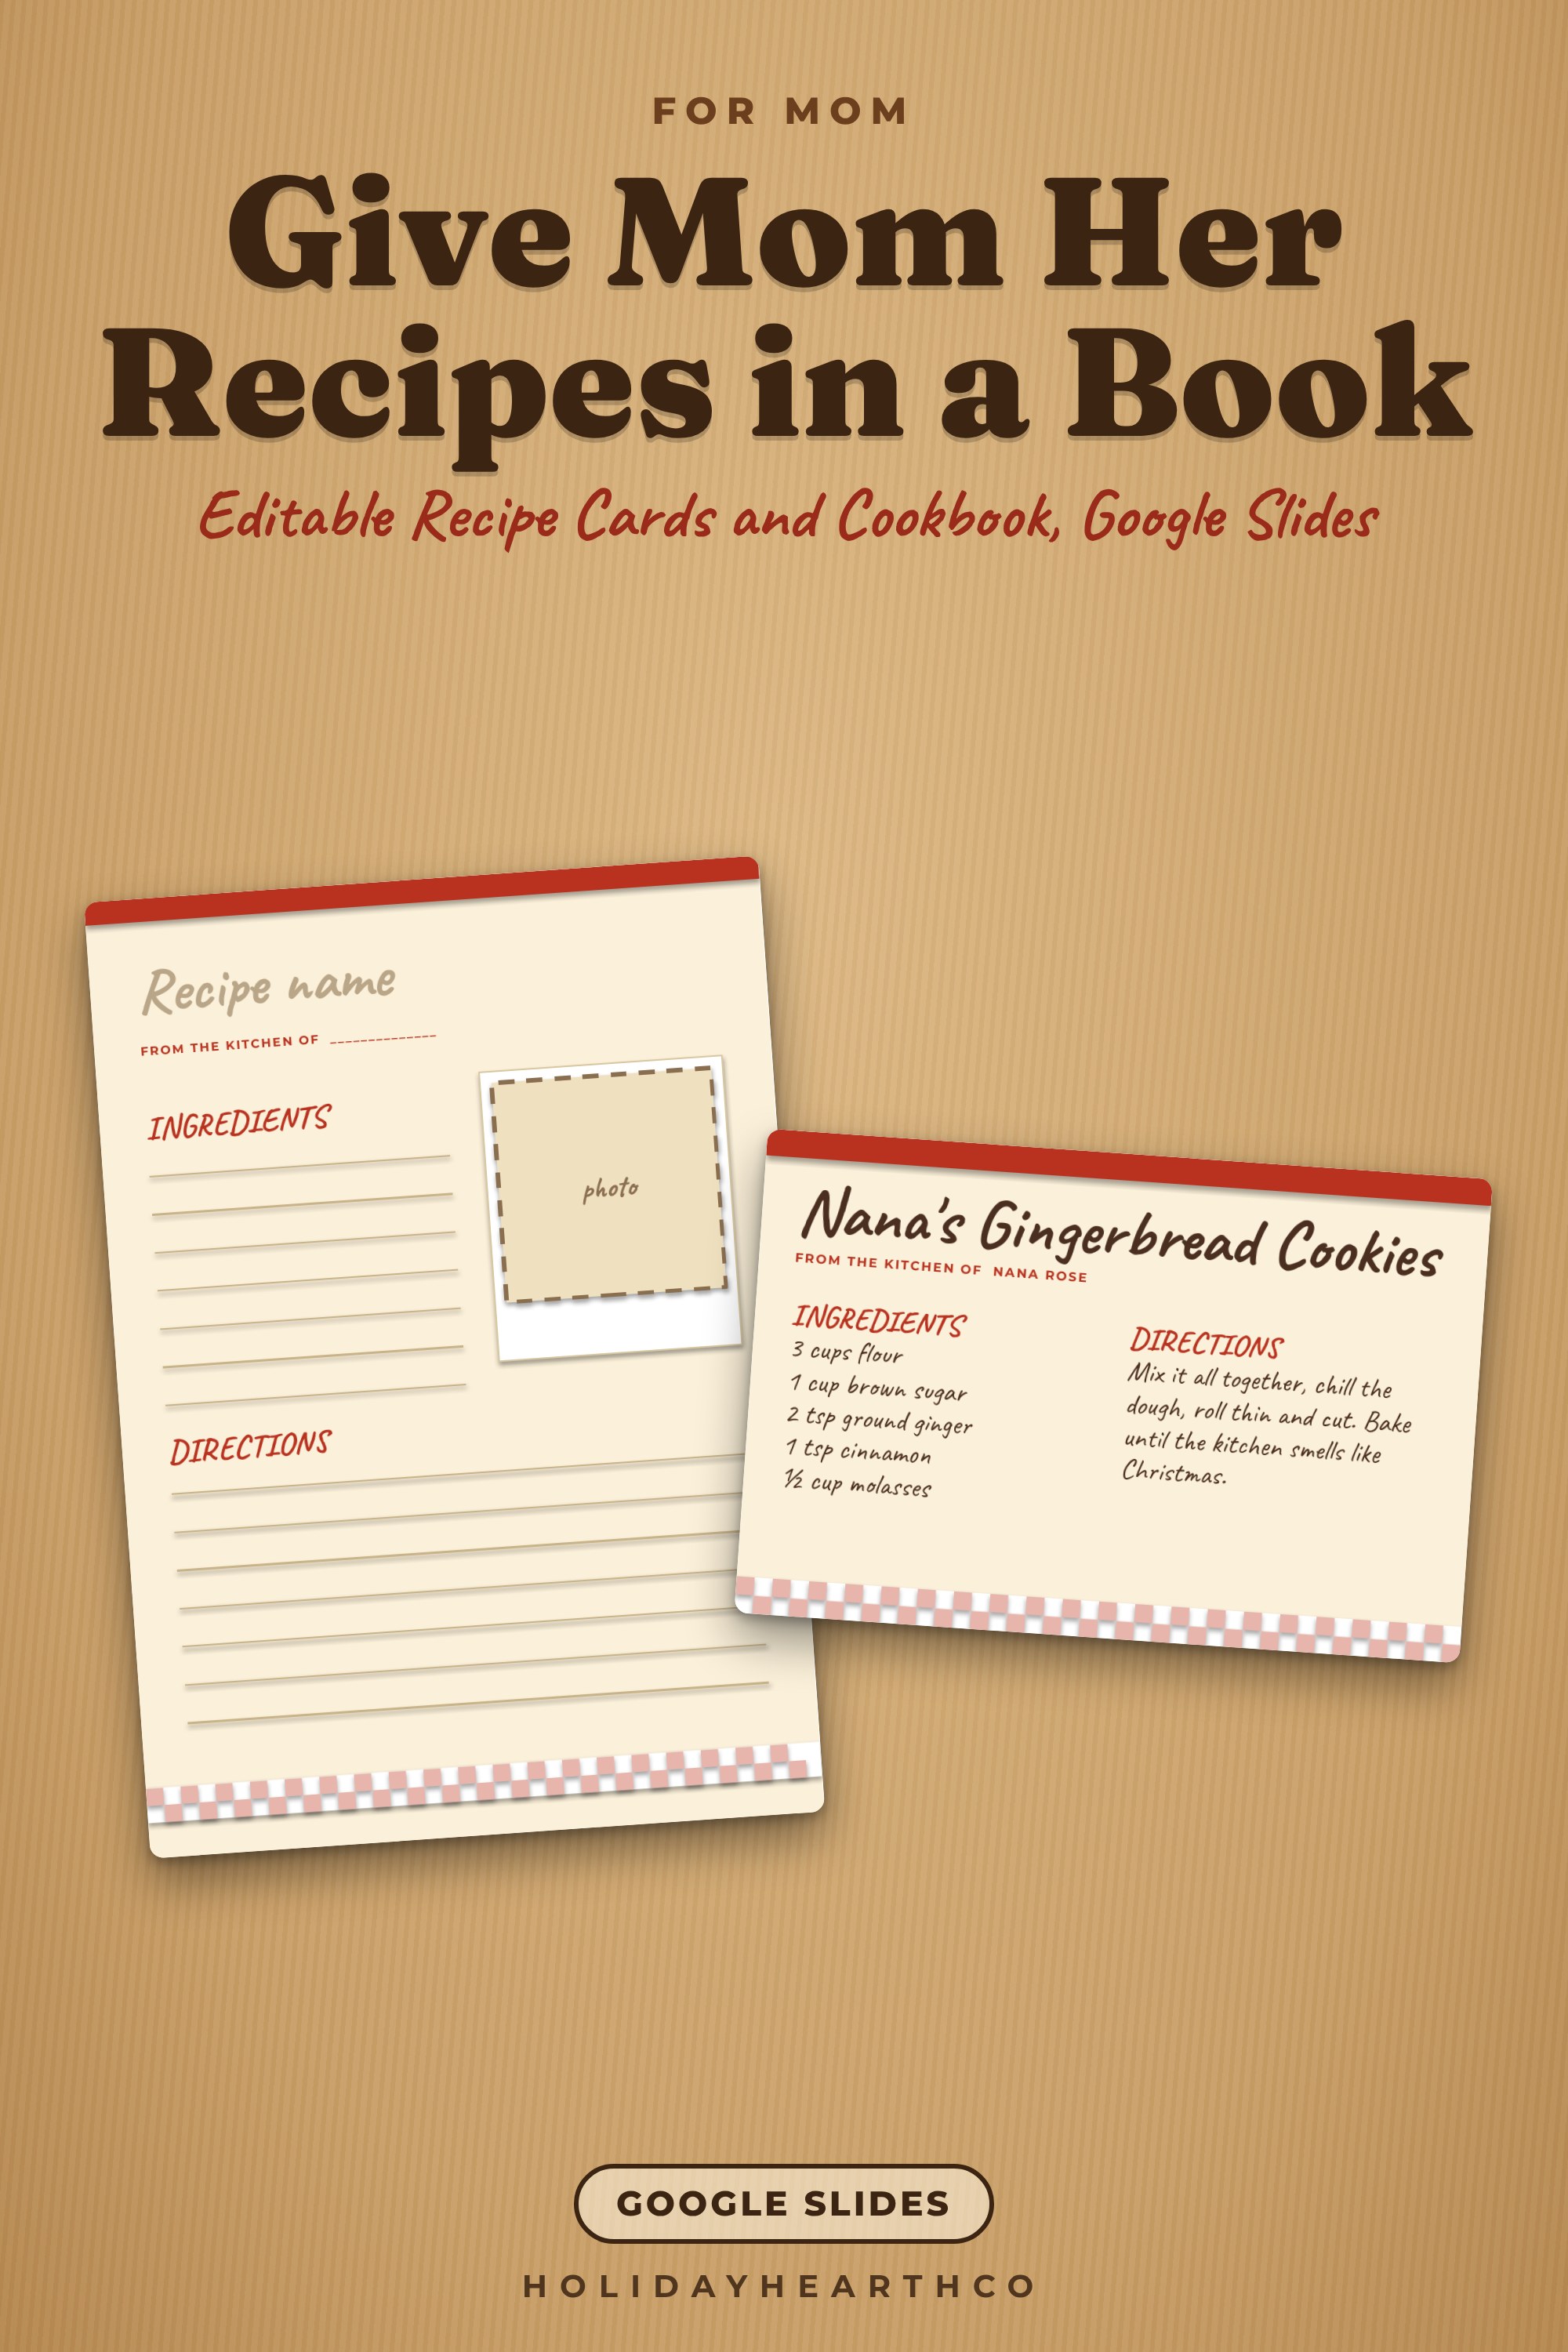 FOR MOM
Give Mom Her
Recipes in a Book
Editable Recipe Cards and Cookbook, Google Slides
Recipe name
FROM THE KITCHEN OF ______________
INGREDIENTS
photo
DIRECTIONS
Nana's Gingerbread Cookies
FROM THE KITCHEN OF NANA ROSE
INGREDIENTS
3 cups flour
1 cup brown sugar
2 tsp ground ginger
1 tsp cinnamon
½ cup molasses
DIRECTIONS
Mix it all together, chill the
dough, roll thin and cut. Bake
until the kitchen smells like
Christmas.
GOOGLE SLIDES
HOLIDAYHEARTHCO